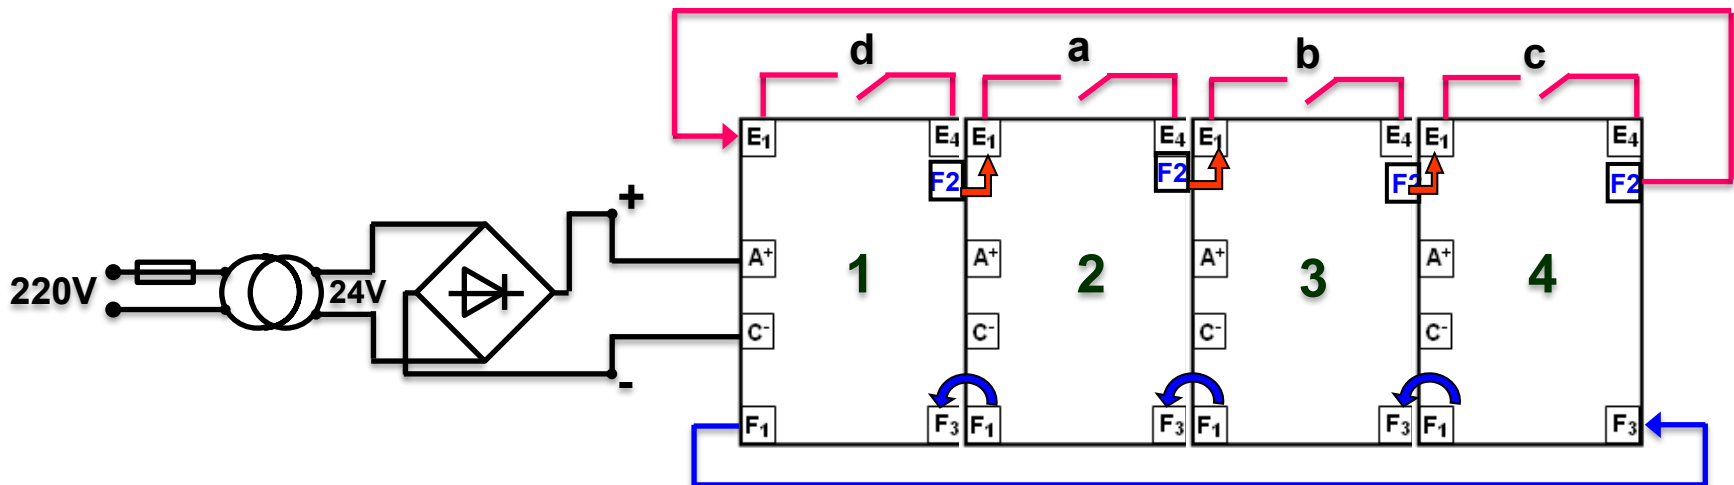 d a b c
E₁ E₄ E₁ E₄ E₁ E₄ E₁ E₄
F2 F2 F2 F2
+
A⁺ A⁺ A⁺ A⁺
1 2 3 4
220V 24V
C⁻ C⁻ C⁻ C⁻
-
F₁ F₃ F₁ F₃ F₁ F₃ F₁ F₃